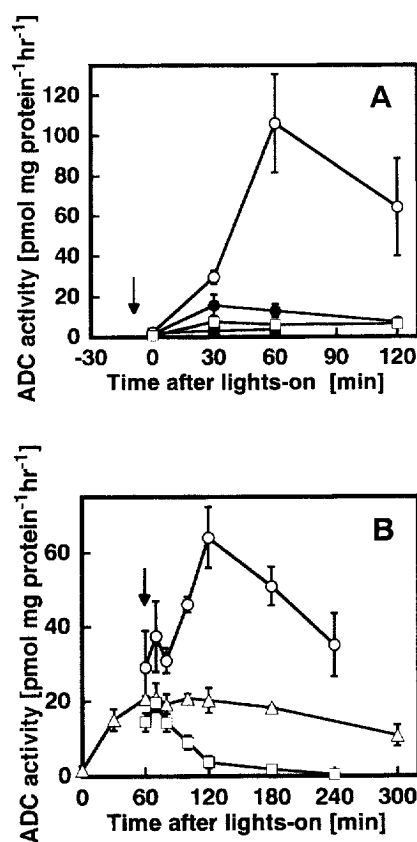 A
ADC activity [pmol mg protein⁻¹hr⁻¹]
120
100
80
60
40
20
0
-30 0 30 60 90 120
Time after lights-on [min]
B
ADC activity [pmol mg protein⁻¹hr⁻¹]
60
40
20
0
0 60 120 180 240 300
Time after lights-on [min]